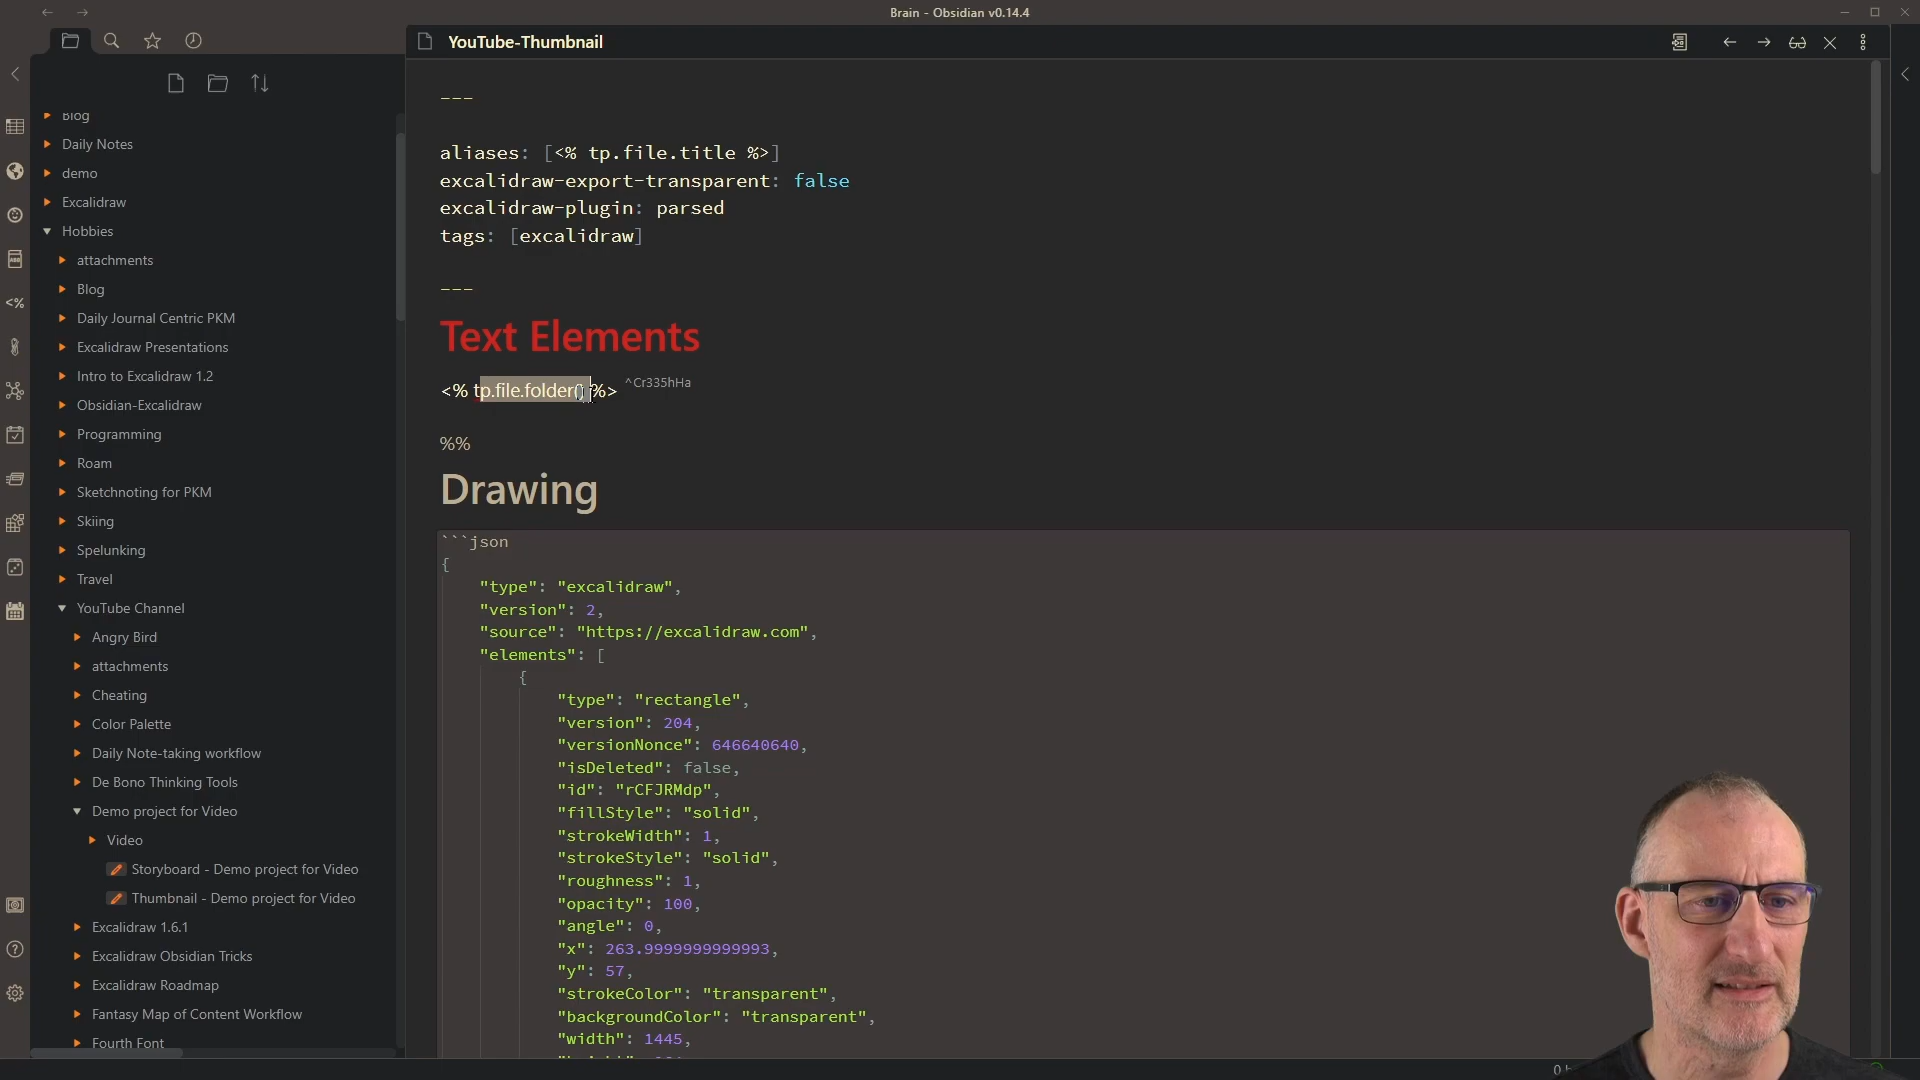 Brain - Obsidian v0.14.4
YouTube-Thumbnail
Blog
Daily Notes
demo
Excalidraw
Hobbies
attachments
Blog
Daily Journal Centric PKM
Excalidraw Presentations
Intro to Excalidraw 1.2
Obsidian-Excalidraw
Programming
Roam
Sketchnoting for PKM
Skiing
Spelunking
Travel
YouTube Channel
Angry Bird
attachments
Cheating
Color Palette
Daily Note-taking workflow
De Bono Thinking Tools
Demo project for Video
Video
Storyboard - Demo project for Video
Thumbnail - Demo project for Video
Excalidraw 1.6.1
Excalidraw Obsidian Tricks
Excalidraw Roadmap
Fantasy Map of Content Workflow
Fourth Font
<%
---
aliases: [<% tp.file.title %>]
excalidraw-export-transparent: false
excalidraw-plugin: parsed
tags: [excalidraw]
---
Text Elements
<% tp.file.folder() %> ^Cr335hHa
%%
Drawing
```json
{
"type": "excalidraw",
"version": 2,
"source": "https://excalidraw.com",
"elements": [
{
"type": "rectangle",
"version": 204,
"versionNonce": 646640640,
"isDeleted": false,
"id": "rCFJRMdp",
"fillStyle": "solid",
"strokeWidth": 1,
"strokeStyle": "solid",
"roughness": 1,
"opacity": 100,
"angle": 0,
"x": 263.9999999999993,
"y": 57,
"strokeColor": "transparent",
"backgroundColor": "transparent",
"width": 1445,